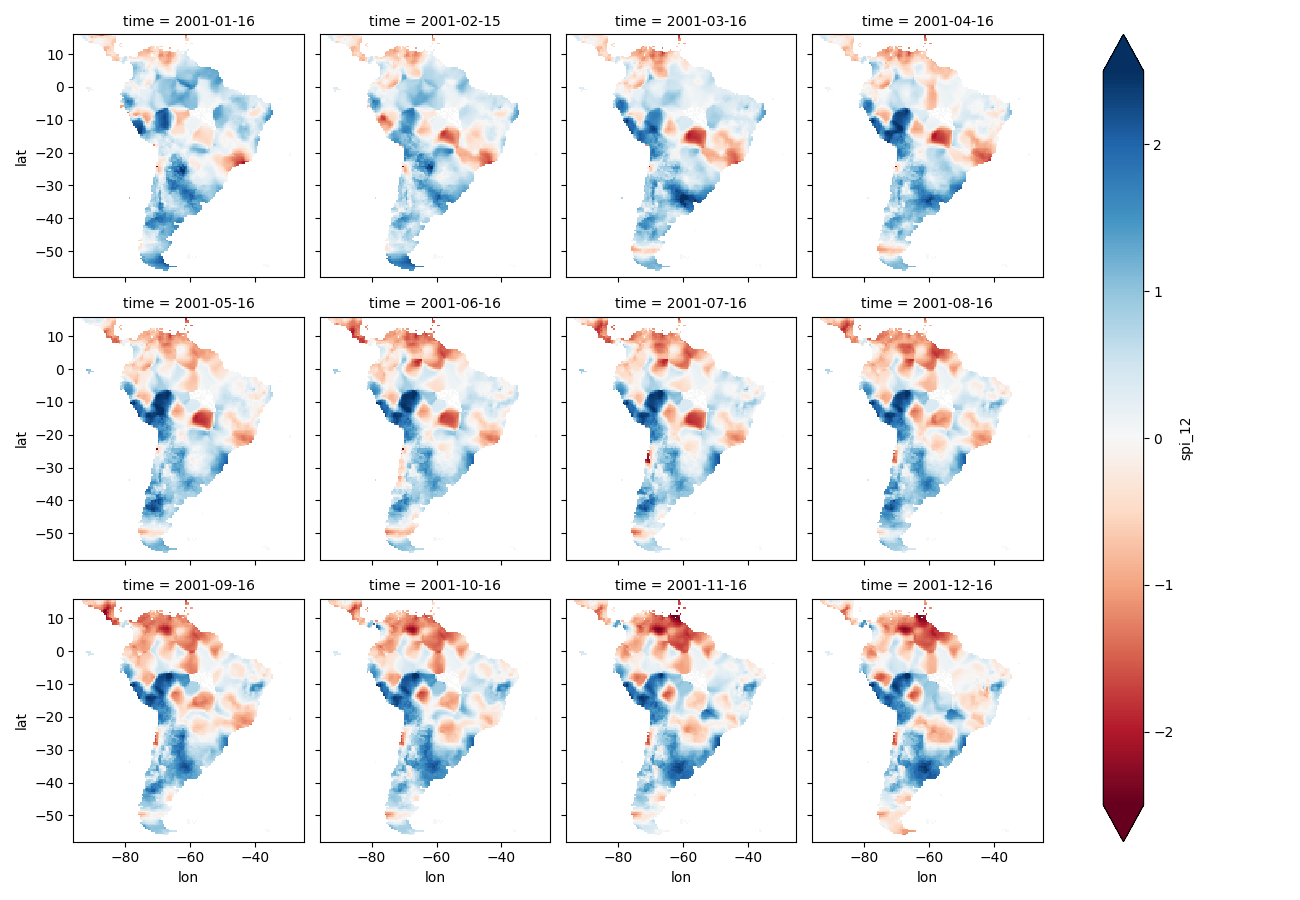 time = 2001-01-16
time = 2001-02-15
time = 2001-03-16
time = 2001-04-16
lat
10
0
−10
−20
−30
−40
−50
−80
−60
−40
time = 2001-05-16
time = 2001-06-16
time = 2001-07-16
time = 2001-08-16
lat
10
0
−10
−20
−30
−40
−50
time = 2001-09-16
time = 2001-10-16
time = 2001-11-16
time = 2001-12-16
lat
10
0
−10
−20
−30
−40
−50
−80
−60
−40
lon
−80
−60
−40
lon
−80
−60
−40
lon
−80
−60
−40
lon
2
1
0
−1
−2
spi_12